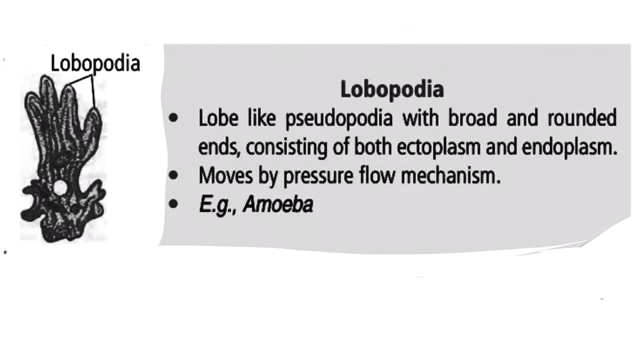 Lobopodia
Lobopodia
• Lobe like pseudopodia with broad and rounded
ends, consisting of both ectoplasm and endoplasm.
• Moves by pressure flow mechanism.
• E.g., Amoeba